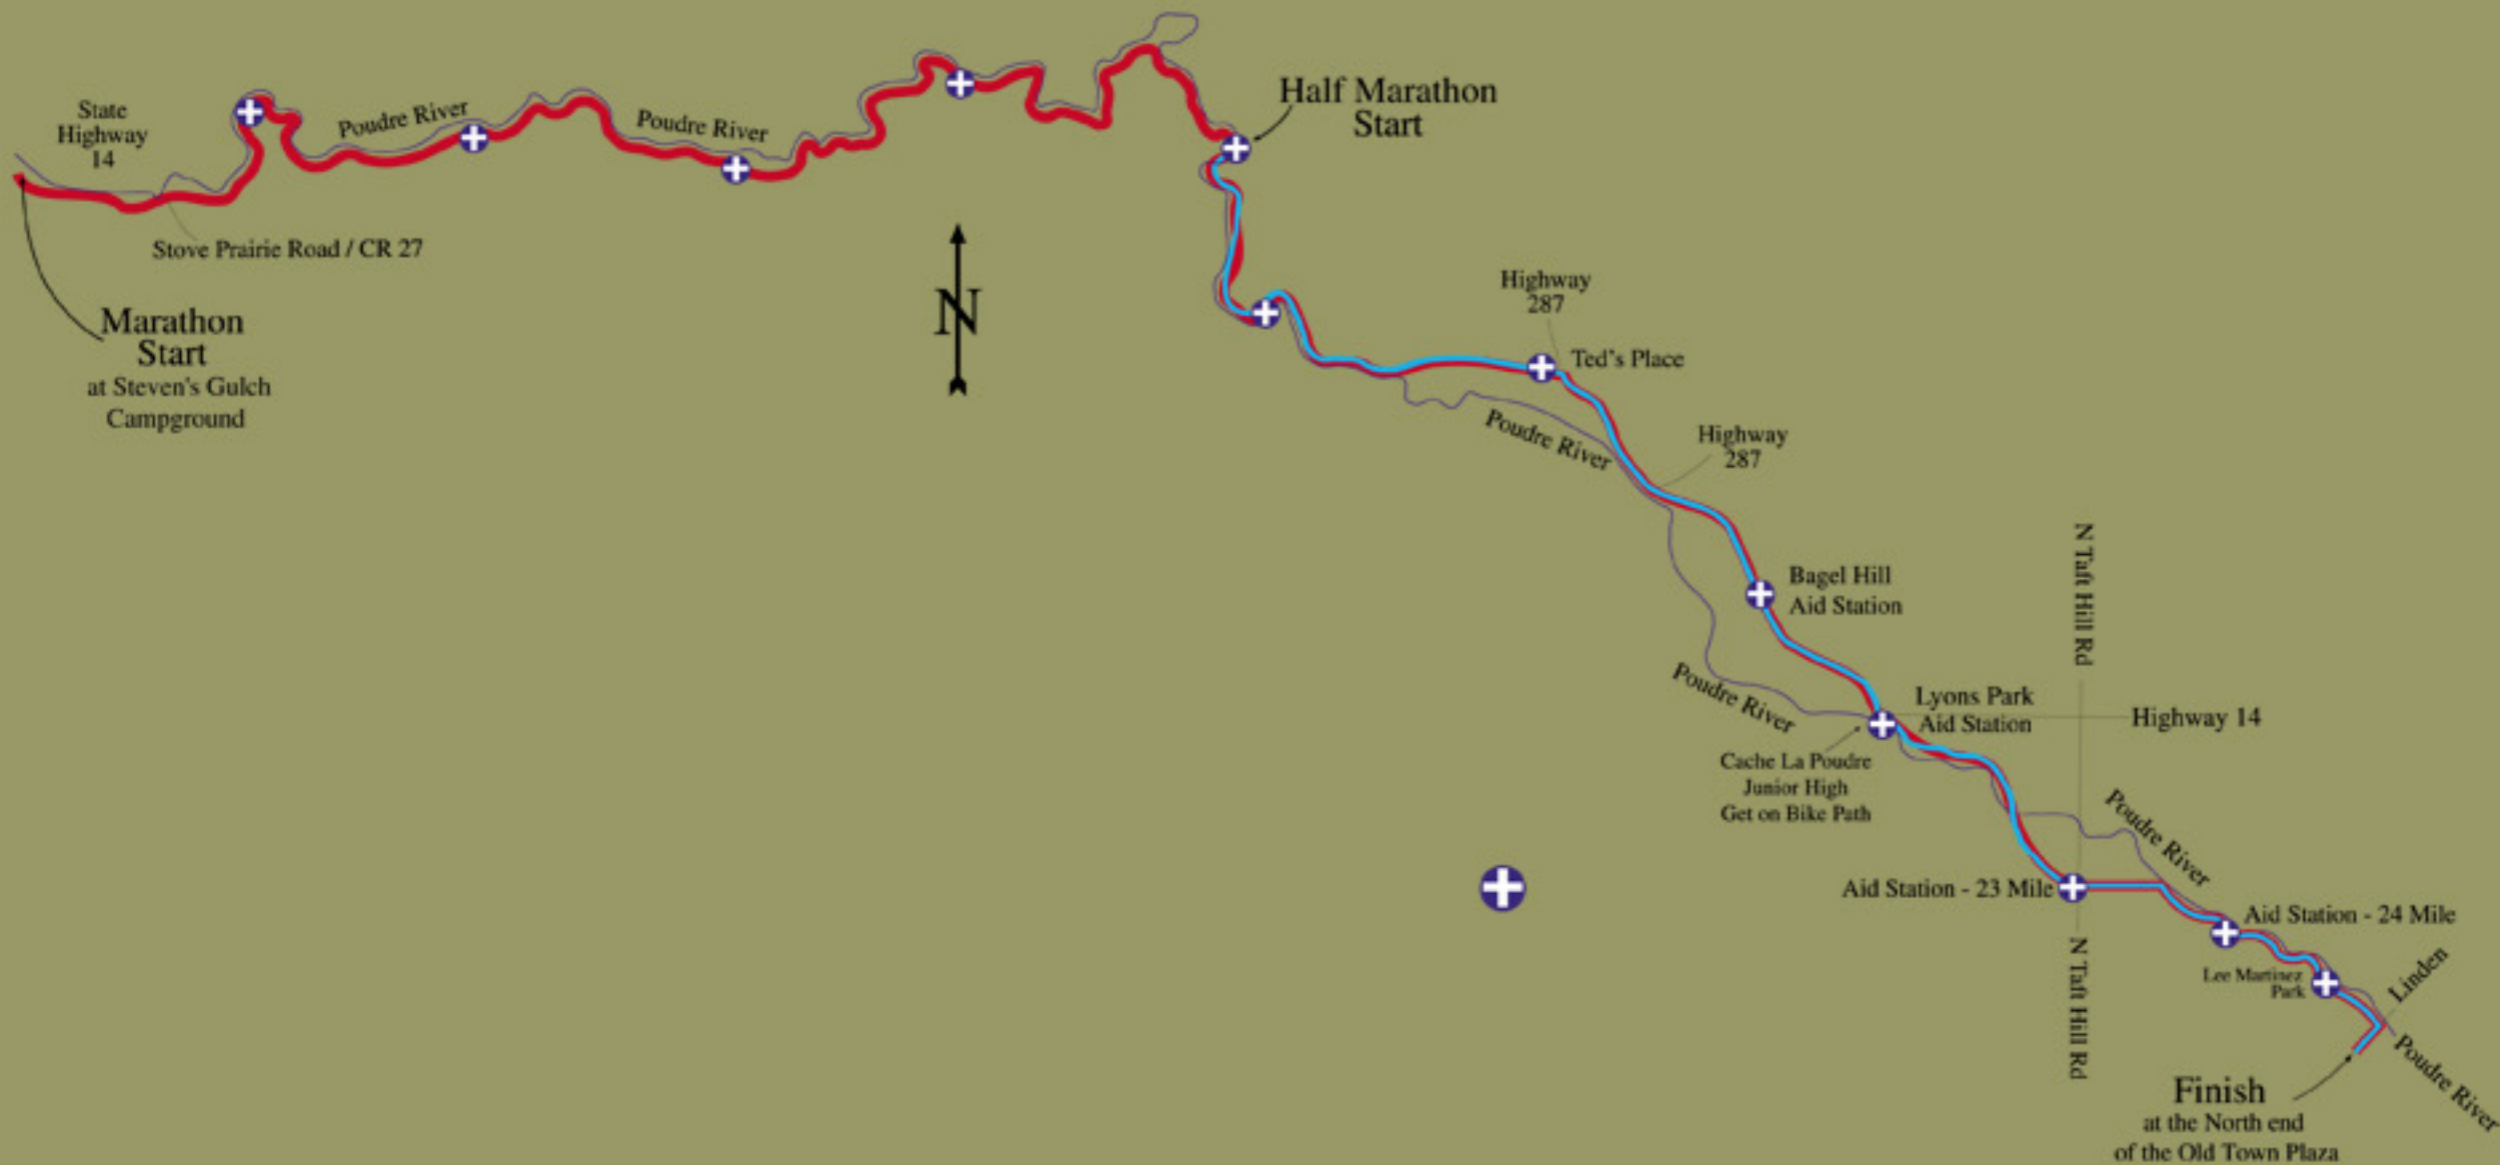 State
Highway
14
Poudre River
Poudre River
Half Marathon
Start
Stove Prairie Road / CR 27
Marathon
Start
at Steven's Gulch
Campground
N
Highway
287
Ted's Place
Poudre River
Highway
287
N Taft Hill Rd
Bagel Hill
Aid Station
Poudre River
Lyons Park
Aid Station
Highway 14
Cache La Poudre
Junior High
Get on Bike Path
Poudre River
Aid Station - 23 Mile
Aid Station - 24 Mile
N Taft Hill Rd
Lee Martinez
Park
Linden
Poudre River
Finish
at the North end
of the Old Town Plaza